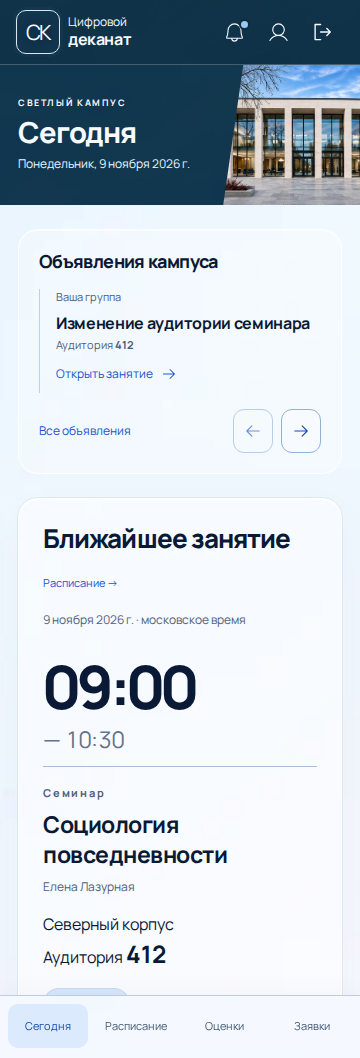 СК
Цифровой
деканат
СВЕТЛЫЙ КАМПУС
Сегодня
Понедельник, 9 ноября 2026 г.
Объявления кампуса
Ваша группа
Изменение аудитории семинара
Аудитория 412
Открыть занятие →
Все объявления
← →
Ближайшее занятие
Расписание →
9 ноября 2026 г. · московское время
09:00
— 10:30
Семинар
Социология
повседневности
Елена Лазурная
Северный корпус
Аудитория 412
Сегодня Расписание Оценки Заявки